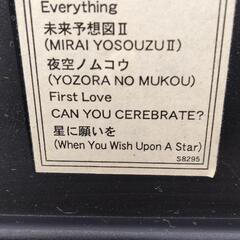 Everything
未来予想図Ⅱ
(MIRAI YOSOUZUⅡ)
夜空ノムコウ
(YOZORA NO MUKOU)
First Love
CAN YOU CEREBRATE?
星に願いを
(When You Wish Upon A Star)
S8295